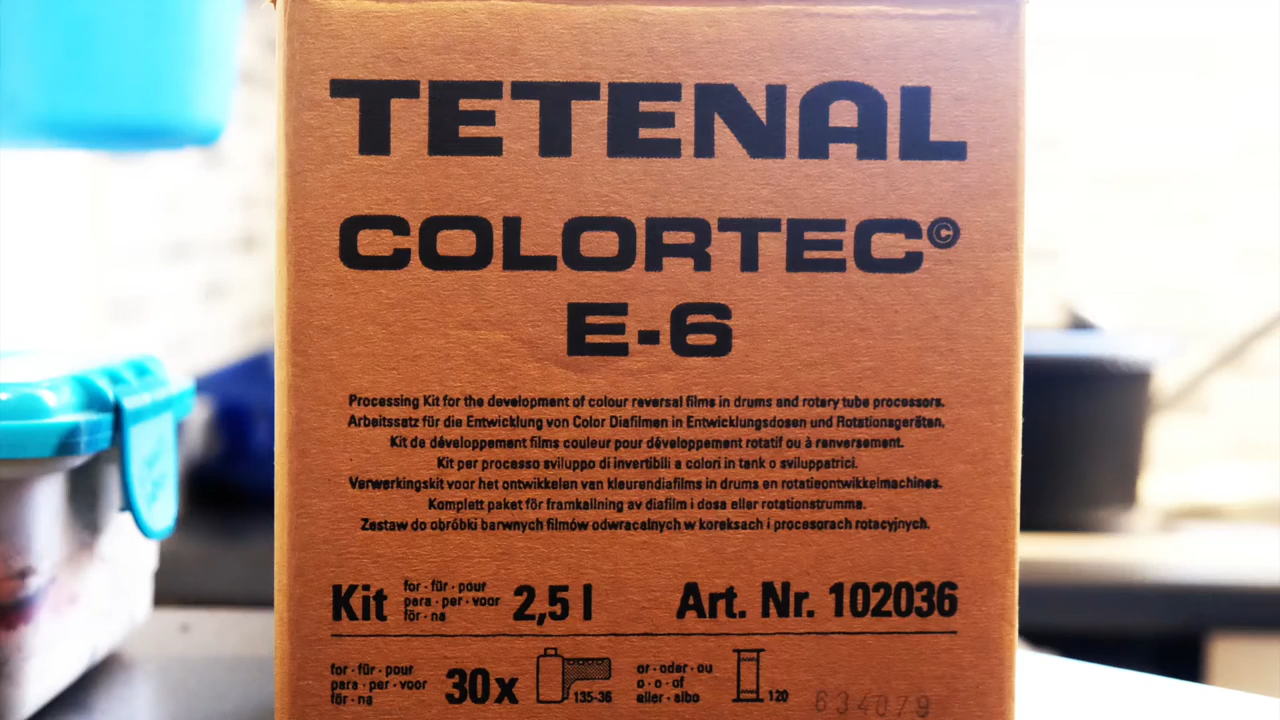 TETENAL
COLORTEC©
E-6
Processing Kit for the development of colour reversal films in drums and rotary tube processors.
Arbeitssatz für die Entwicklung von Color Diafilmen in Entwicklungsdosen und Rotationsgeräten.
Kit de développement films couleur pour développement rotatif ou à renversement.
Kit per processo sviluppo di invertibili a colori in tank o sviluppatrici.
Verwerkingskit voor het ontwikkelen van kleurendiafilms in drums en rotatieontwikkelmachines.
Komplett paket för framkallning av diafilm i dosa eller rotationstrumma.
Zestaw do obróbki barwnych filmów odwracalnych w koreksach i procesorach rotacyjnych.
Kit for · für · pour para · per · voor för · na 2,5 l Art. Nr. 102036
for · für · pour para · per · voor för · na 30x 135-36 or · oder · ou o · o · of aller · albo 120
634079